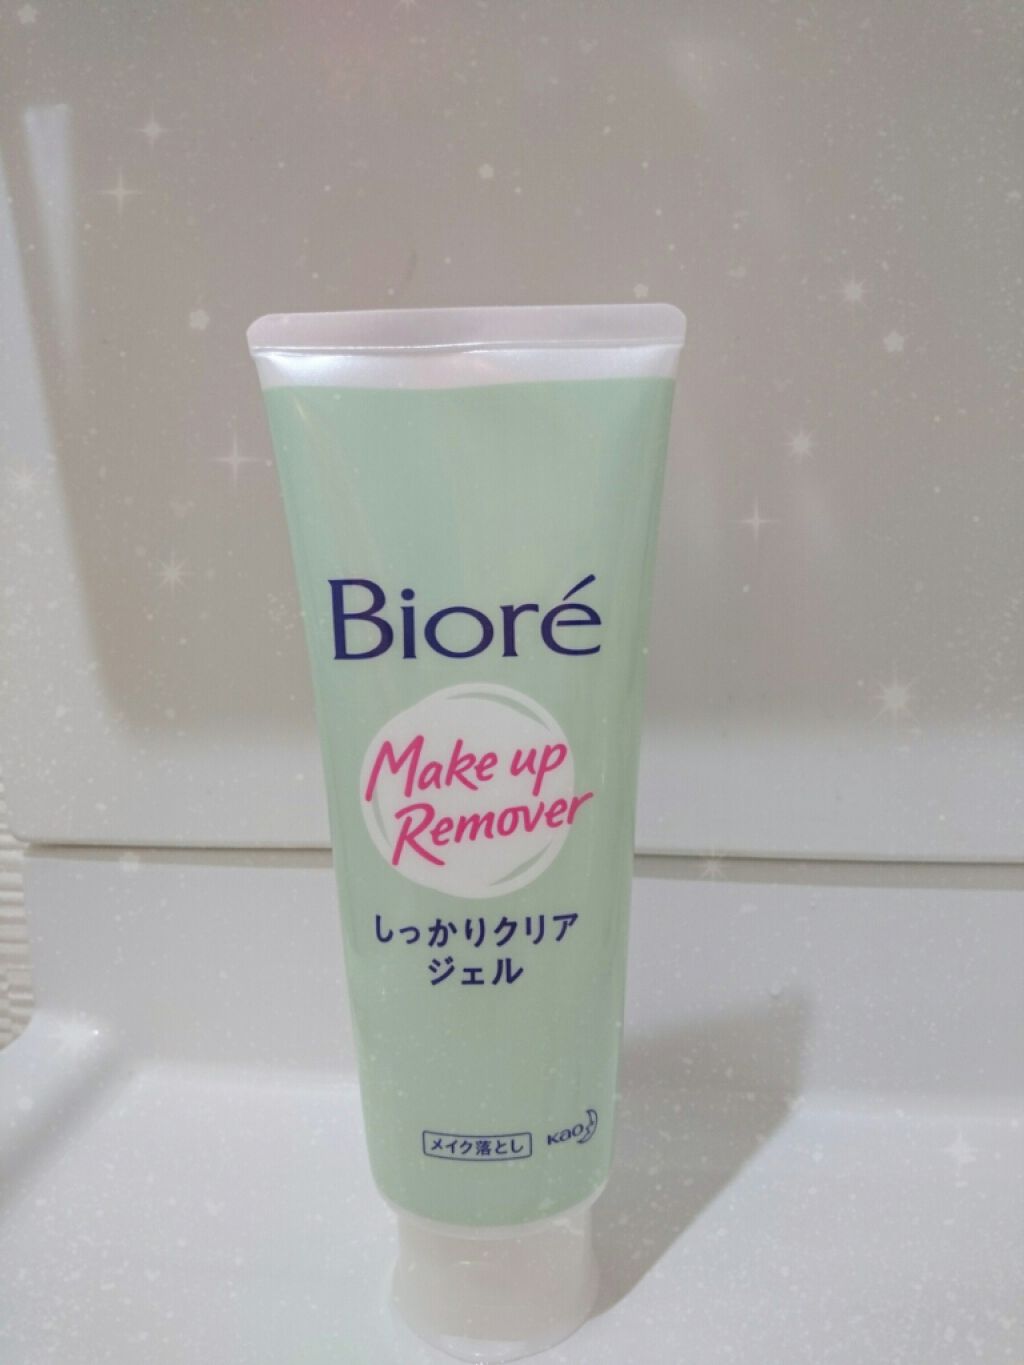 Bioré
Make up
Remover
しっかりクリア
ジェル
メイク落とし
Kao